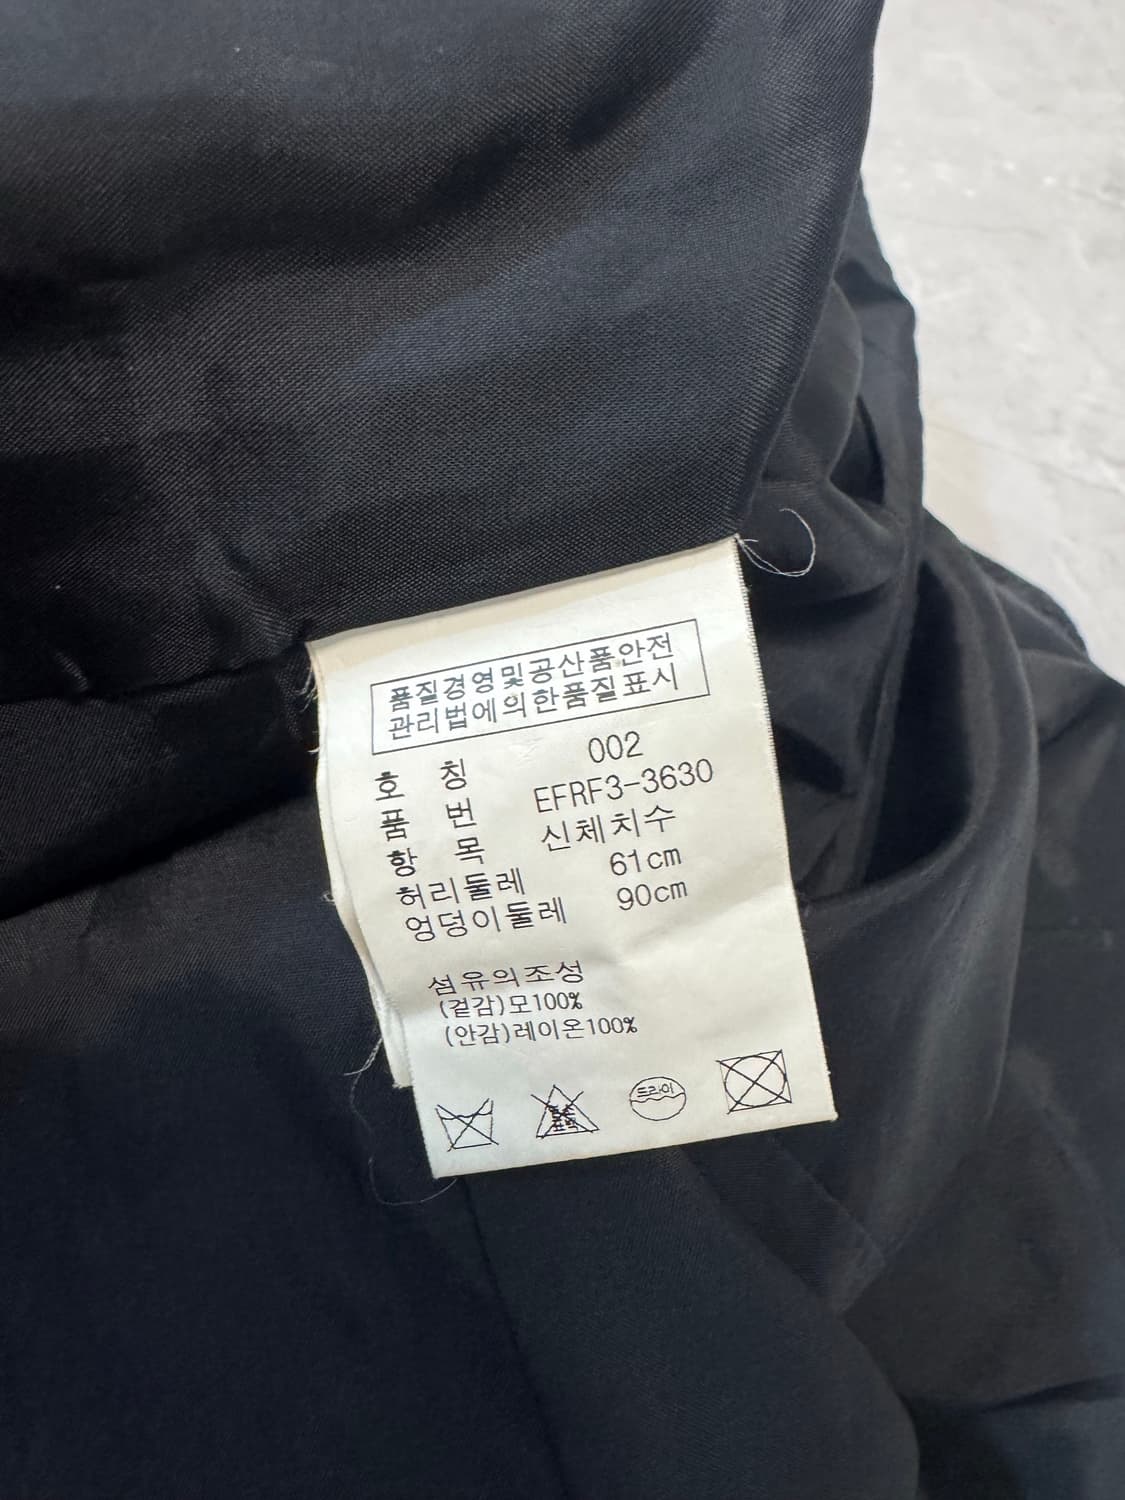 품질경영및공산품안전
관리법에의한품질표시
호 칭 002
품 번 EFRF3-3630
항 목 신체치수
허리둘레 61cm
엉덩이둘레 90cm
섬유의조성
(겉감)모100%
(안감)레이온100%
드라이